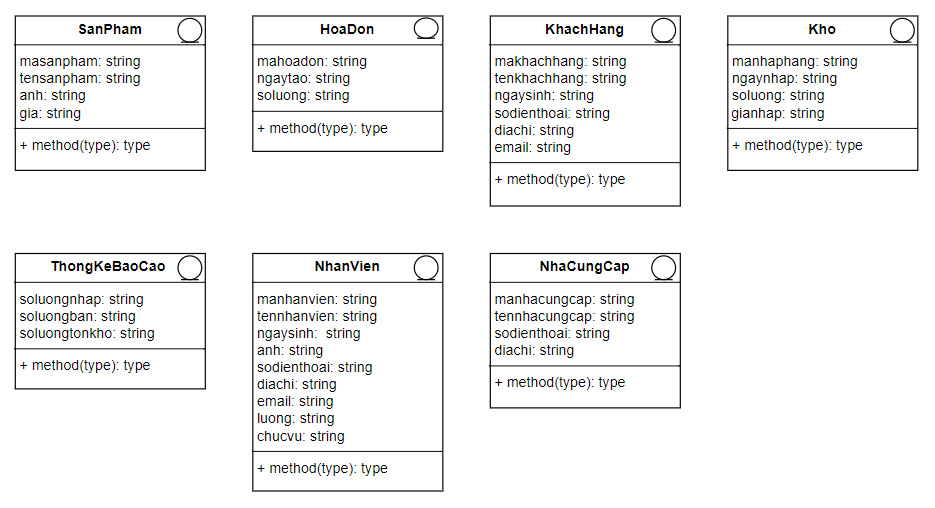 SanPham
masanpham: string
tensanpham: string
anh: string
gia: string
+ method(type): type
HoaDon
mahoadon: string
ngaytao: string
soluong: string
+ method(type): type
KhachHang
makhachhang: string
tenkhachhang: string
ngaysinh: string
sodienthoai: string
diachi: string
email: string
+ method(type): type
Kho
manhaphang: string
ngaynhap: string
soluong: string
gianhap: string
+ method(type): type
ThongKeBaoCao
soluongnhap: string
soluongban: string
soluongtonkho: string
+ method(type): type
NhanVien
manhanvien: string
tennhanvien: string
ngaysinh:  string
anh: string
sodienthoai: string
diachi: string
email: string
luong: string
chucvu: string
+ method(type): type
NhaCungCap
manhacungcap: string
tennhacungcap: string
sodienthoai: string
diachi: string
+ method(type): type